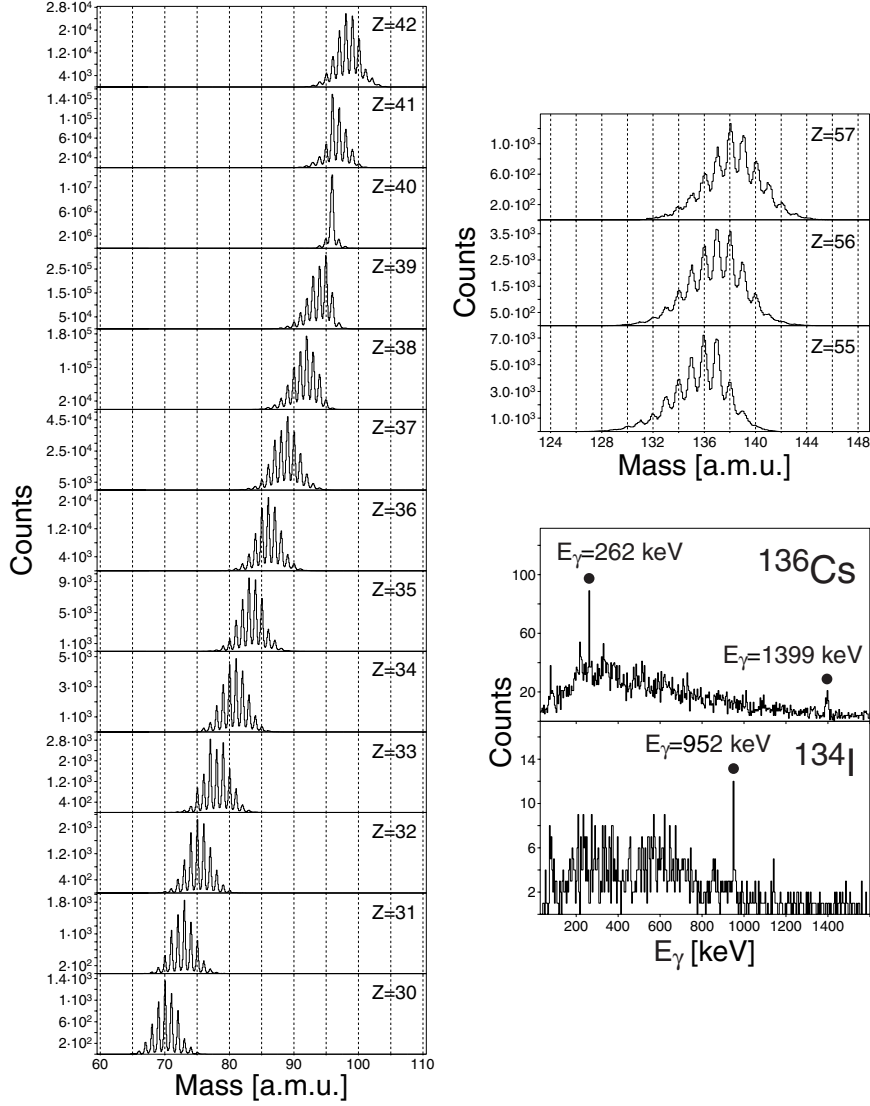 2.8·10⁴
2·10⁴
1.2·10⁴
4·10³
Z=42
1.4·10⁵
1·10⁵
6·10⁴
2·10⁴
Z=41
1·10⁷
6·10⁶
2·10⁶
Z=40
2.5·10⁵
1.5·10⁵
5·10⁴
Z=39
1.8·10⁵
1·10⁵
2·10⁴
Z=38
4.5·10⁴
2.5·10⁴
5·10³
Z=37
2·10⁴
1.2·10⁴
4·10³
Z=36
9·10³
5·10³
1·10³
Z=35
5·10³
3·10³
1·10³
Z=34
2.8·10³
2·10³
1.2·10³
4·10²
Z=33
2·10³
1.2·10³
4·10²
Z=32
1.8·10³
1·10³
2·10²
Z=31
1.4·10³
1·10³
6·10²
2·10²
Z=30
60 70 80 90 100 110
Mass [a.m.u.]
Counts
1.0·10³
6.0·10²
2.0·10²
Z=57
3.5·10³
2.5·10³
1.5·10³
5.0·10²
Z=56
7.0·10³
5.0·10³
3.0·10³
1.0·10³
Z=55
124 128 132 136 140 144 148
Mass [a.m.u.]
Counts
Eγ=262 keV
¹³⁶Cs
Eγ=1399 keV
100
60
20
Eγ=952 keV
¹³⁴I
14
10
6
2
200 400 600 800 1000 1200 1400
Eγ [keV]
Counts